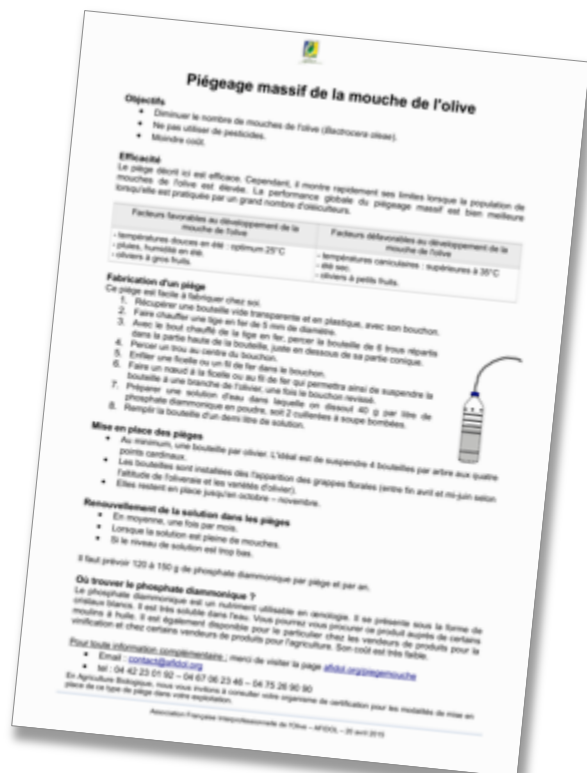 Piégeage massif de la mouche de l'olive
Objectifs
• Diminuer le nombre de mouches de l'olive (Bactrocera oleae).
• Ne pas utiliser de pesticides.
• Moindre coût.
Efficacité
Le piège décrit ici est efficace. Cependant, il montre rapidement ses limites lorsque la population de
mouches de l'olive est élevée. La performance globale du piégeage massif est bien meilleure
lorsqu'elle est pratiquée par un grand nombre d'oléiculteurs.
Facteurs favorables au développement de la
mouche de l'olive
- températures douces en été : optimum 25°C
- pluies, humidité en été.
- oliviers à gros fruits.
Facteurs défavorables au développement de la
mouche de l'olive
- températures caniculaires : supérieures à 35°C
- été sec.
- oliviers à petits fruits.
Fabrication d'un piège
Ce piège est facile à fabriquer chez soi.
1. Récupérer une bouteille vide transparente et en plastique, avec son bouchon.
2. Faire chauffer une tige en fer de 5 mm de diamètre.
3. Avec le bout chauffé de la tige en fer, percer la bouteille de 6 trous répartis
dans la partie haute de la bouteille, juste en dessous de sa partie conique.
4. Percer un trou au centre du bouchon.
5. Enfiler une ficelle ou un fil de fer dans le bouchon.
6. Faire un nœud à la ficelle ou au fil de fer qui permettra ainsi de suspendre la
bouteille à une branche de l'olivier, une fois le bouchon revissé.
7. Préparer une solution d'eau dans laquelle on dissout 40 g par litre de
phosphate diammonique en poudre, soit 2 cuillerées à soupe bombées.
8. Remplir la bouteille d'un demi litre de solution.
Mise en place des pièges
• Au minimum, une bouteille par olivier. L'idéal est de suspendre 4 bouteilles par arbre aux quatre
points cardinaux.
• Les bouteilles sont installées dès l'apparition des grappes florales (entre fin avril et mi-juin selon
l'altitude de l'oliveraie et les variétés d'olivier).
• Elles restent en place jusqu'en octobre – novembre.
Renouvellement de la solution dans les pièges
• En moyenne, une fois par mois.
• Lorsque la solution est pleine de mouches.
• Si le niveau de solution est trop bas.
Il faut prévoir 120 à 150 g de phosphate diammonique par piège et par an.
Où trouver le phosphate diammonique ?
Le phosphate diammonique est un nutriment utilisable en œnologie. Il se présente sous la forme de
cristaux blancs. Il est très soluble dans l'eau. Vous pourrez vous procurer ce produit auprès de certains
moulins à huile. Il est également disponible pour le particulier chez les vendeurs de produits pour la
vinification et chez certains vendeurs de produits pour l'agriculture. Son coût est très faible.
Pour toute information complémentaire : merci de visiter la page afidol.org/piegemouche
• Email : contact@afidol.org
• tel : 04 42 23 01 92 – 04 67 06 23 46 – 04 75 26 90 90
En Agriculture Biologique, nous vous invitons à consulter votre organisme de certification pour les modalités de mise en
place de ce type de piège dans votre exploitation.
Association Française Interprofessionnelle de l'Olive – AFIDOL – 20 avril 2015